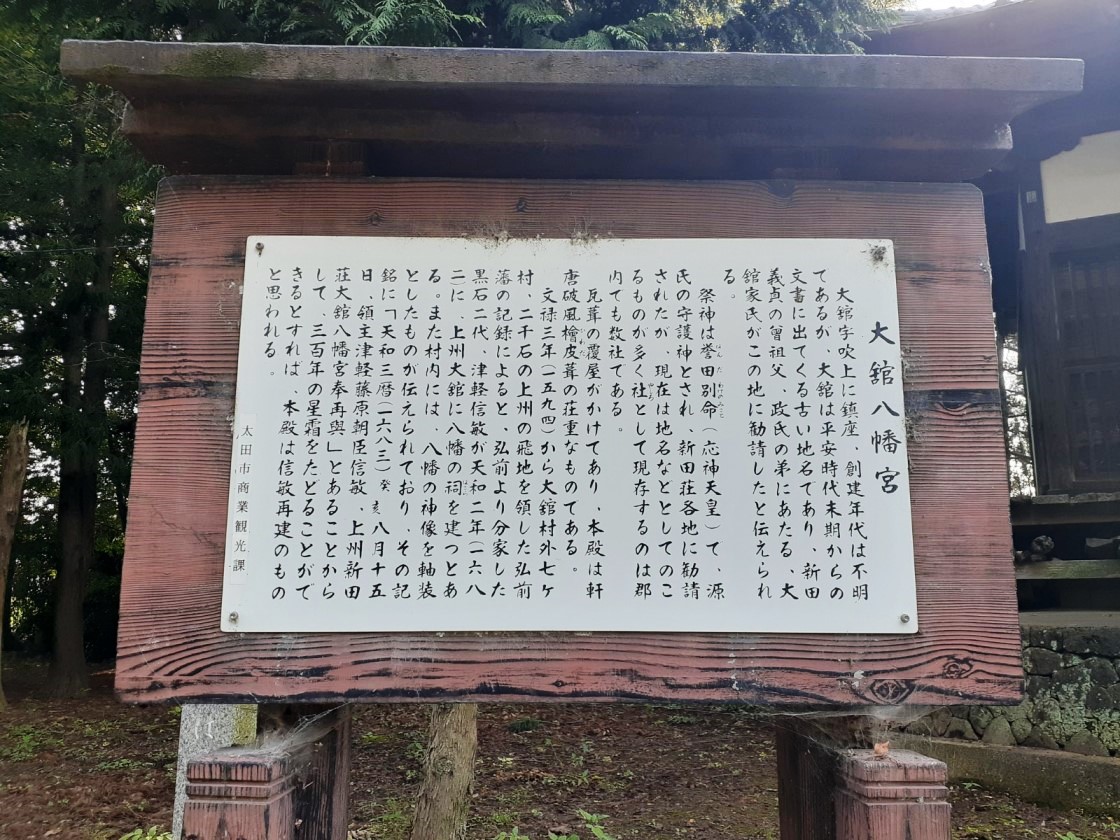 大舘八幡宮
大舘字吹上に鎮座、創建年代は不明
てあるが、大舘は平安時代末期からの
文書に出てくる古い地名であり、新田
義貞の曽祖父、政氏の弟にあたる、大
舘家氏がこの地に勧請したと伝えられ
る。
祭神は誉田別命(応神天皇)て、源
氏の守護神とされ、新田荘各地に勧請
されたが、現在は地名などとしてのこ
るものが多く社として現存するのは郡
内ても数社てある。
瓦葺の覆屋がかけてあり、本殿は軒
唐破風檜皮葺の荘重なものてある。
文禄三年(一五九四)から大舘村外七ケ
村、二千石の上州の飛地を領した弘前
藩の記録によると、弘前より分家した
黒石二代、津軽信敏が天和二年(一六八
二)に、上州大舘に八幡の祠を建つとあ
る。また村内には、八幡の神像を軸装
としたものが伝えられており、その記
銘に「天和三暦(一六八三)癸亥八月十五
日、領主津軽藤原朝臣信敏、上州新田
荘大舘八幡宮奉再興」とあることから
して、三百年の星霜をたどることがで
きるとすれば、本殿は信敏再建のもの
と思われる。
太田市商業観光課